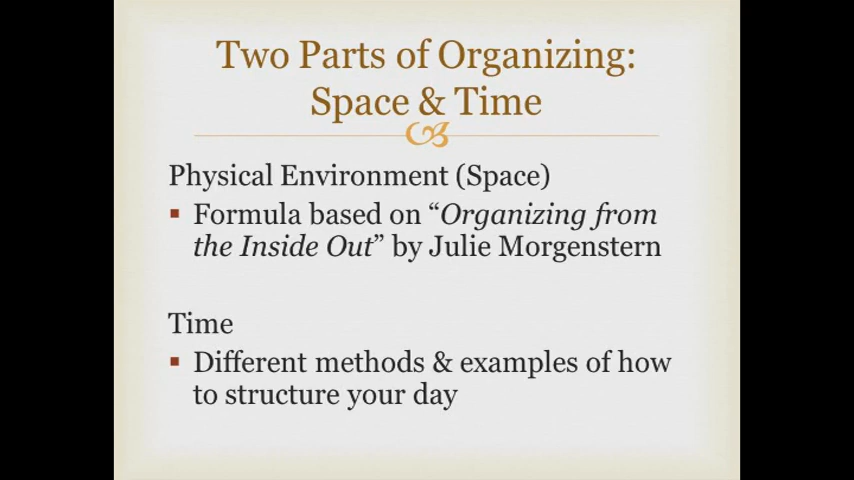 Two Parts of Organizing:
Space & Time
Physical Environment (Space)
▪ Formula based on “Organizing from
the Inside Out” by Julie Morgenstern
Time
▪ Different methods & examples of how
to structure your day